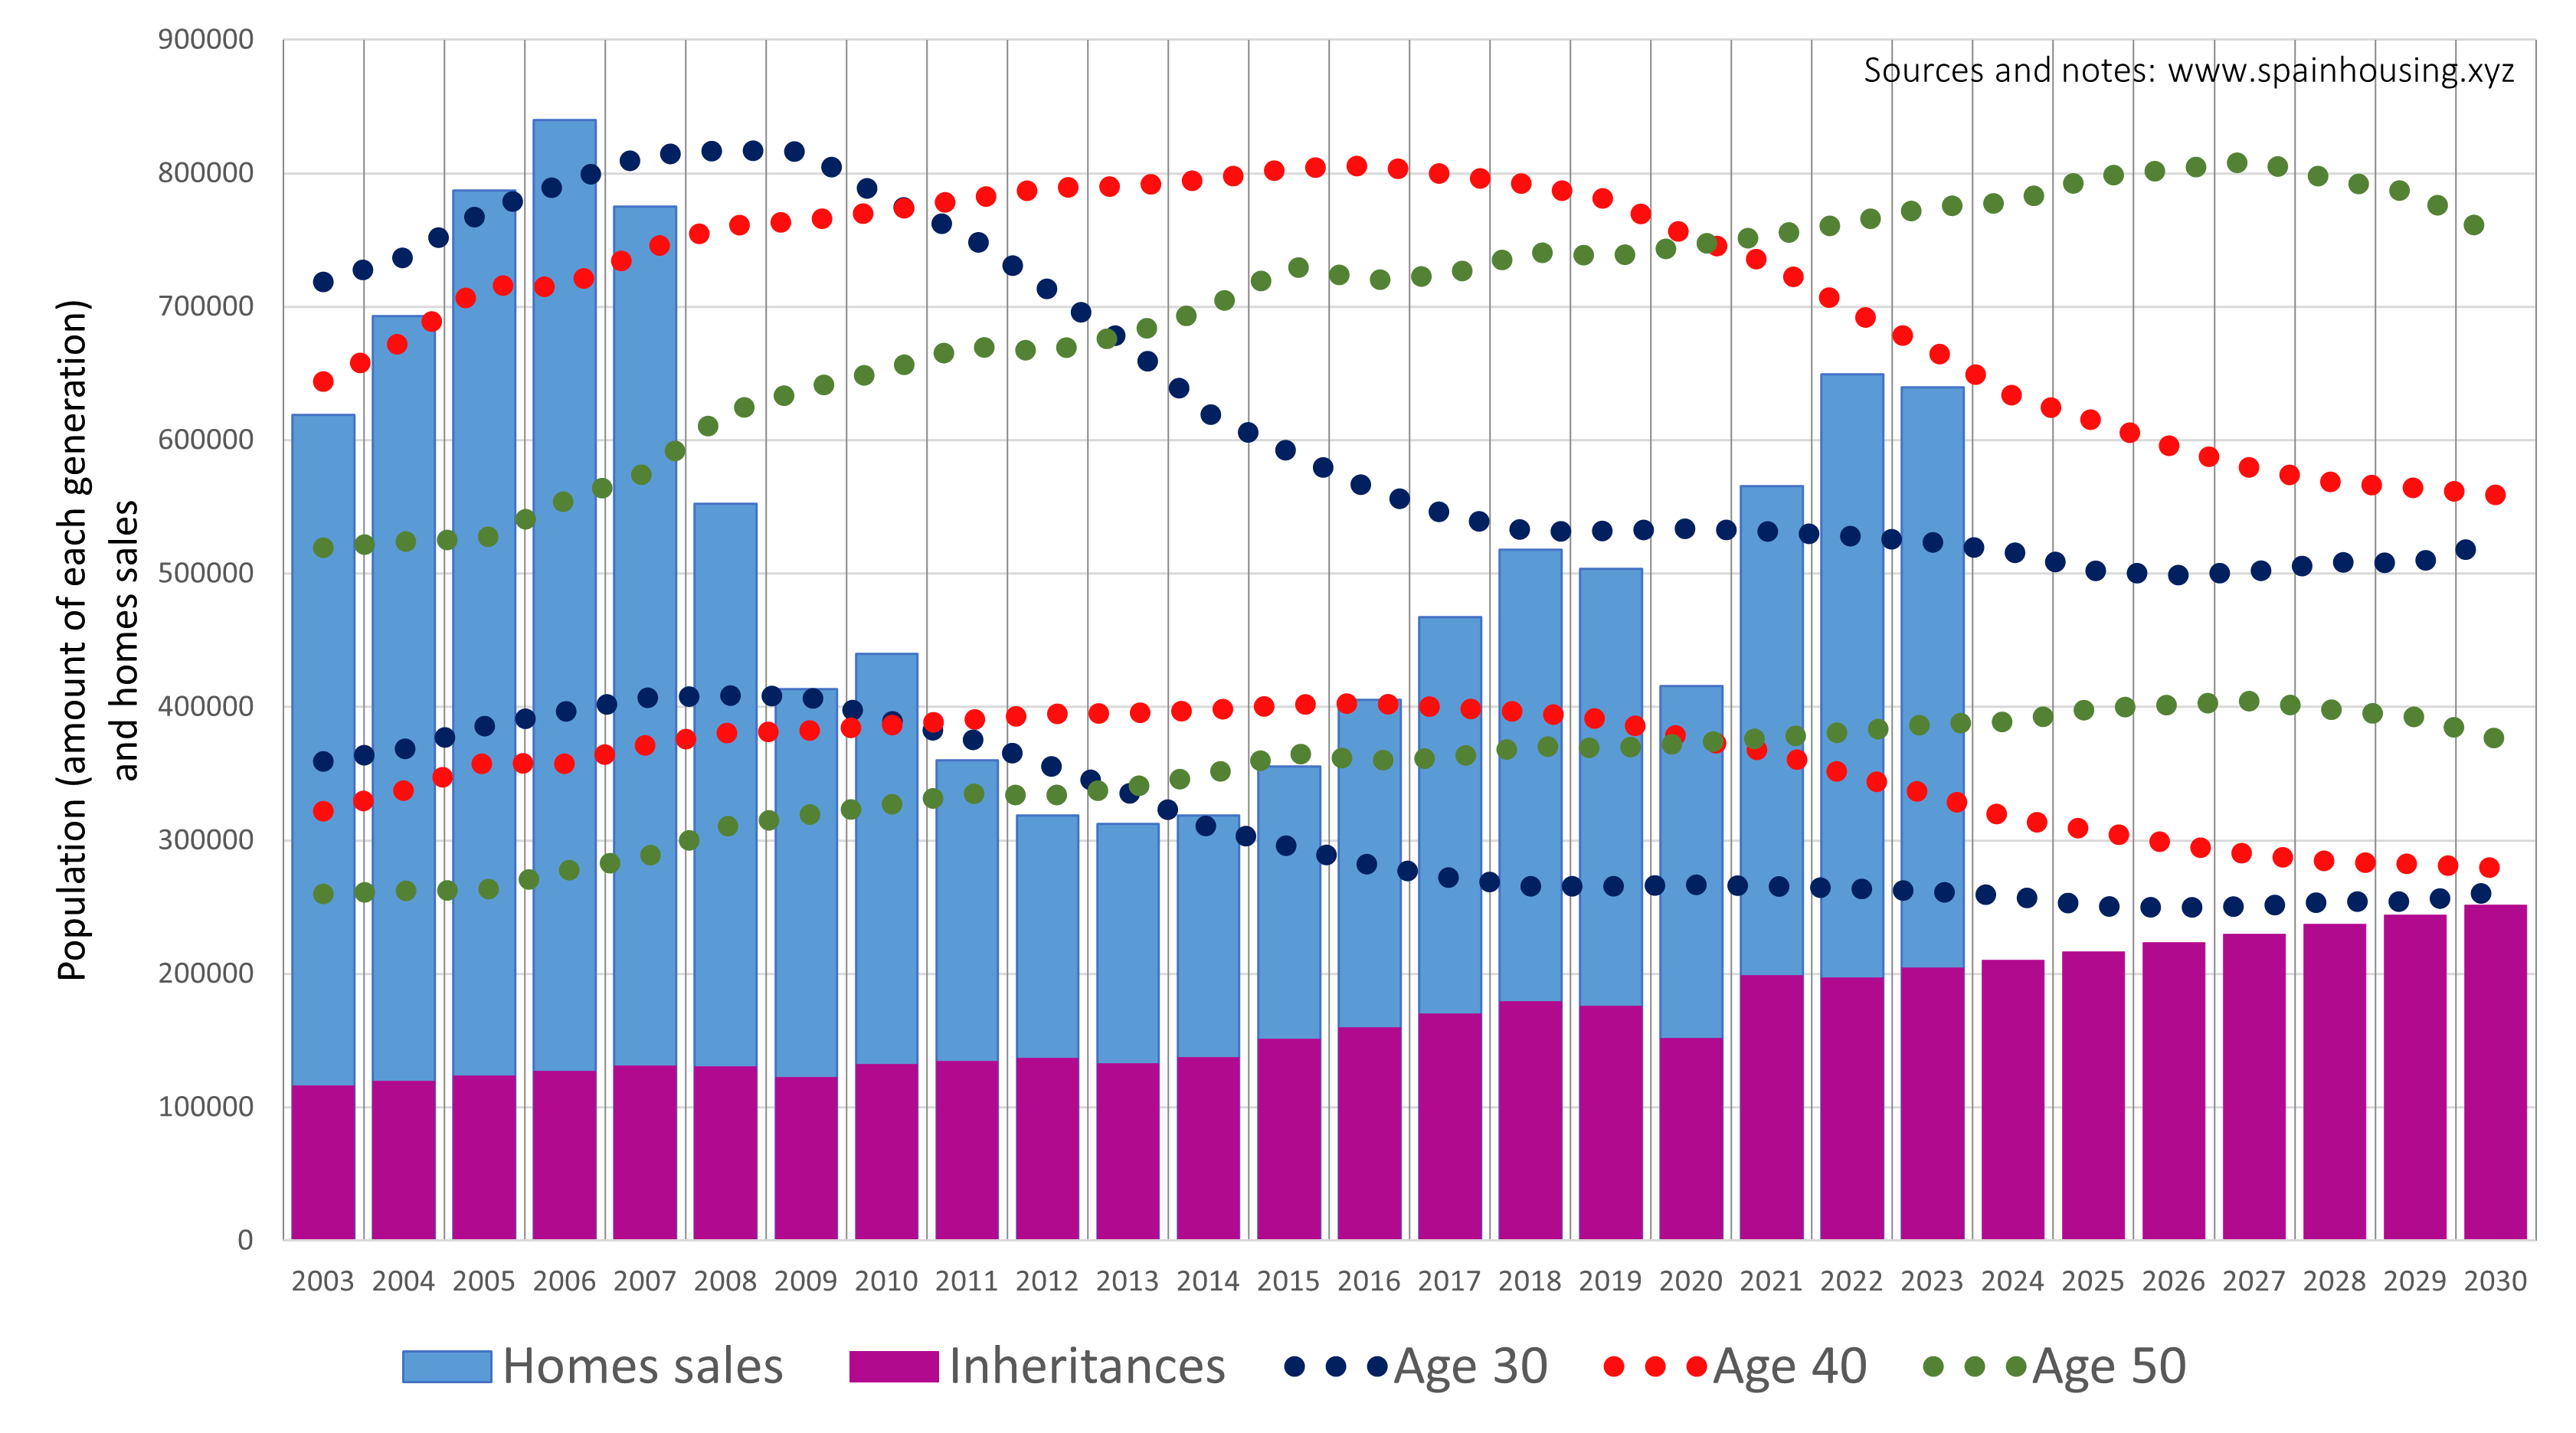 Sources and notes: www.spainhousing.xyz
Population (amount of each generation)
and homes sales
900000
800000
700000
600000
500000
400000
300000
200000
100000
0
2003 2004 2005 2006 2007 2008 2009 2010 2011 2012 2013 2014 2015 2016 2017 2018 2019 2020 2021 2022 2023 2024 2025 2026 2027 2028 2029 2030
Homes sales Inheritances Age 30 Age 40 Age 50